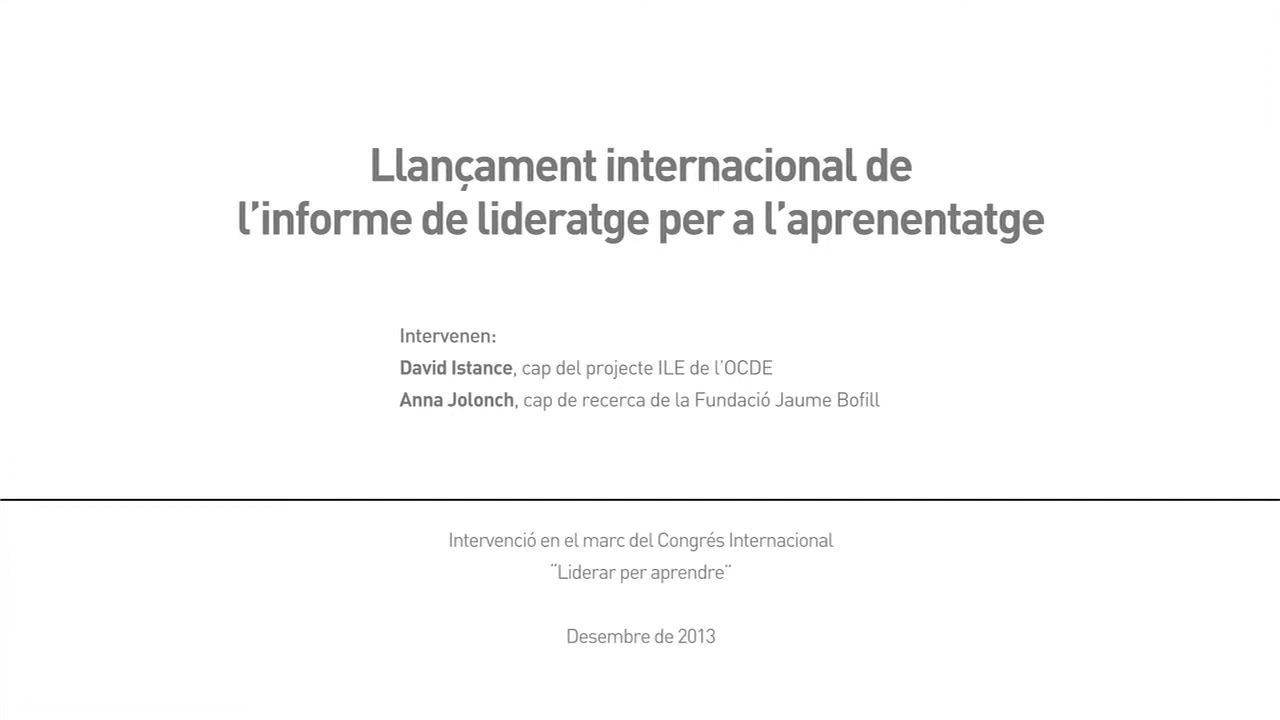 Llançament internacional de
l’informe de lideratge per a l’aprenentatge
Intervenen:
David Istance, cap del projecte ILE de l’OCDE
Anna Jolonch, cap de recerca de la Fundació Jaume Bofill
Intervenció en el marc del Congrés Internacional
“Liderar per aprendre”
Desembre de 2013